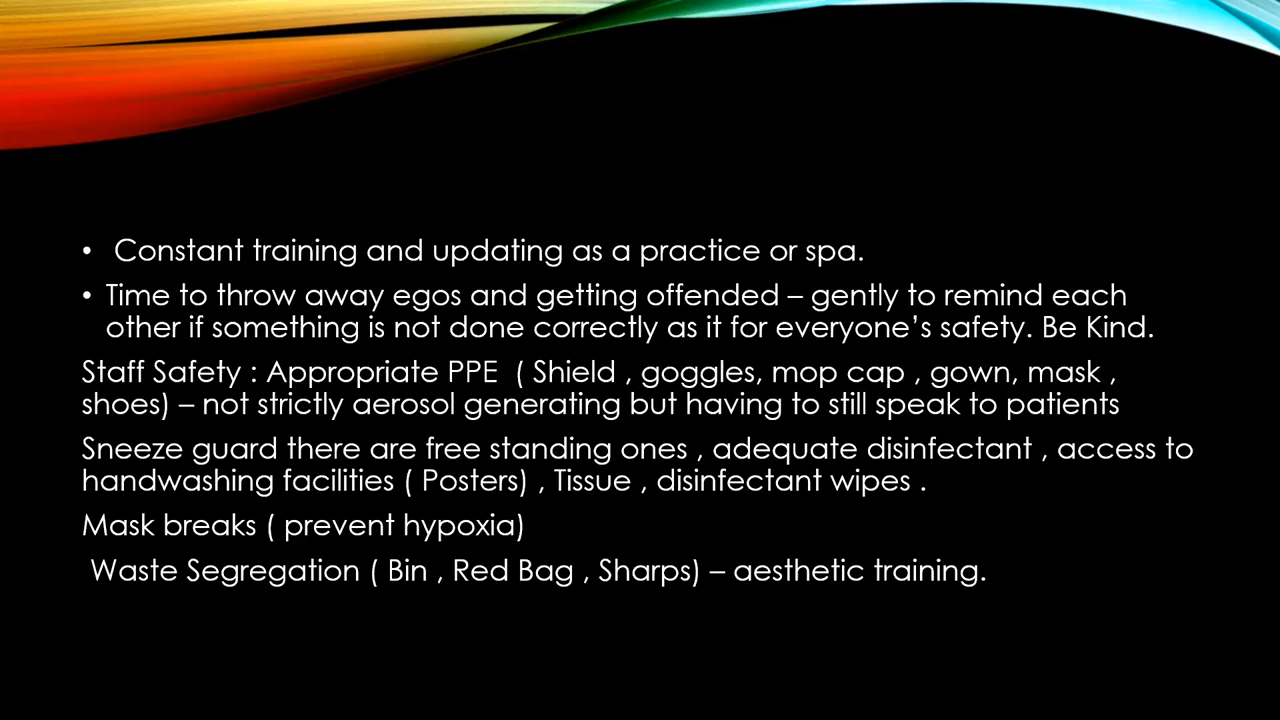 • Constant training and updating as a practice or spa.
• Time to throw away egos and getting offended – gently to remind each
other if something is not done correctly as it for everyone’s safety. Be Kind.
Staff Safety : Appropriate PPE ( Shield , goggles, mop cap , gown, mask ,
shoes) – not strictly aerosol generating but having to still speak to patients
Sneeze guard there are free standing ones , adequate disinfectant , access to
handwashing facilities ( Posters) , Tissue , disinfectant wipes .
Mask breaks ( prevent hypoxia)
Waste Segregation ( Bin , Red Bag , Sharps) – aesthetic training.